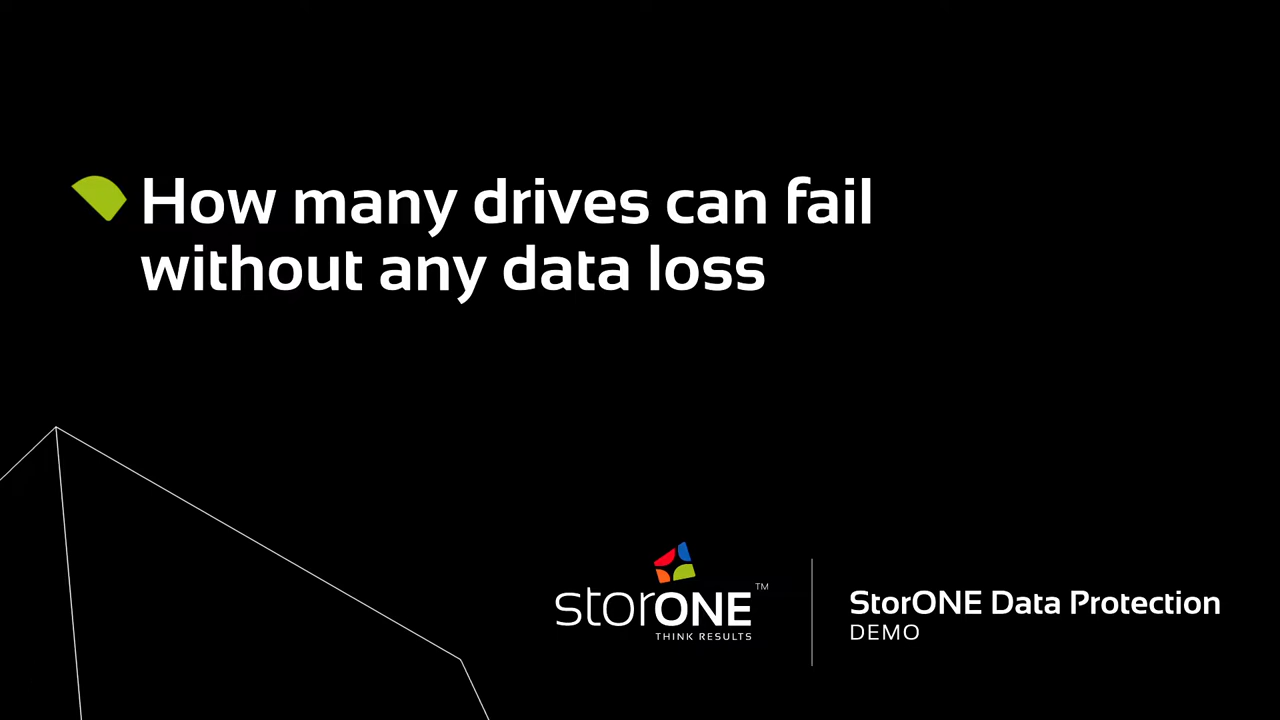 How many drives can fail
without any data loss
storONE™
THINK RESULTS
StorONE Data Protection
DEMO